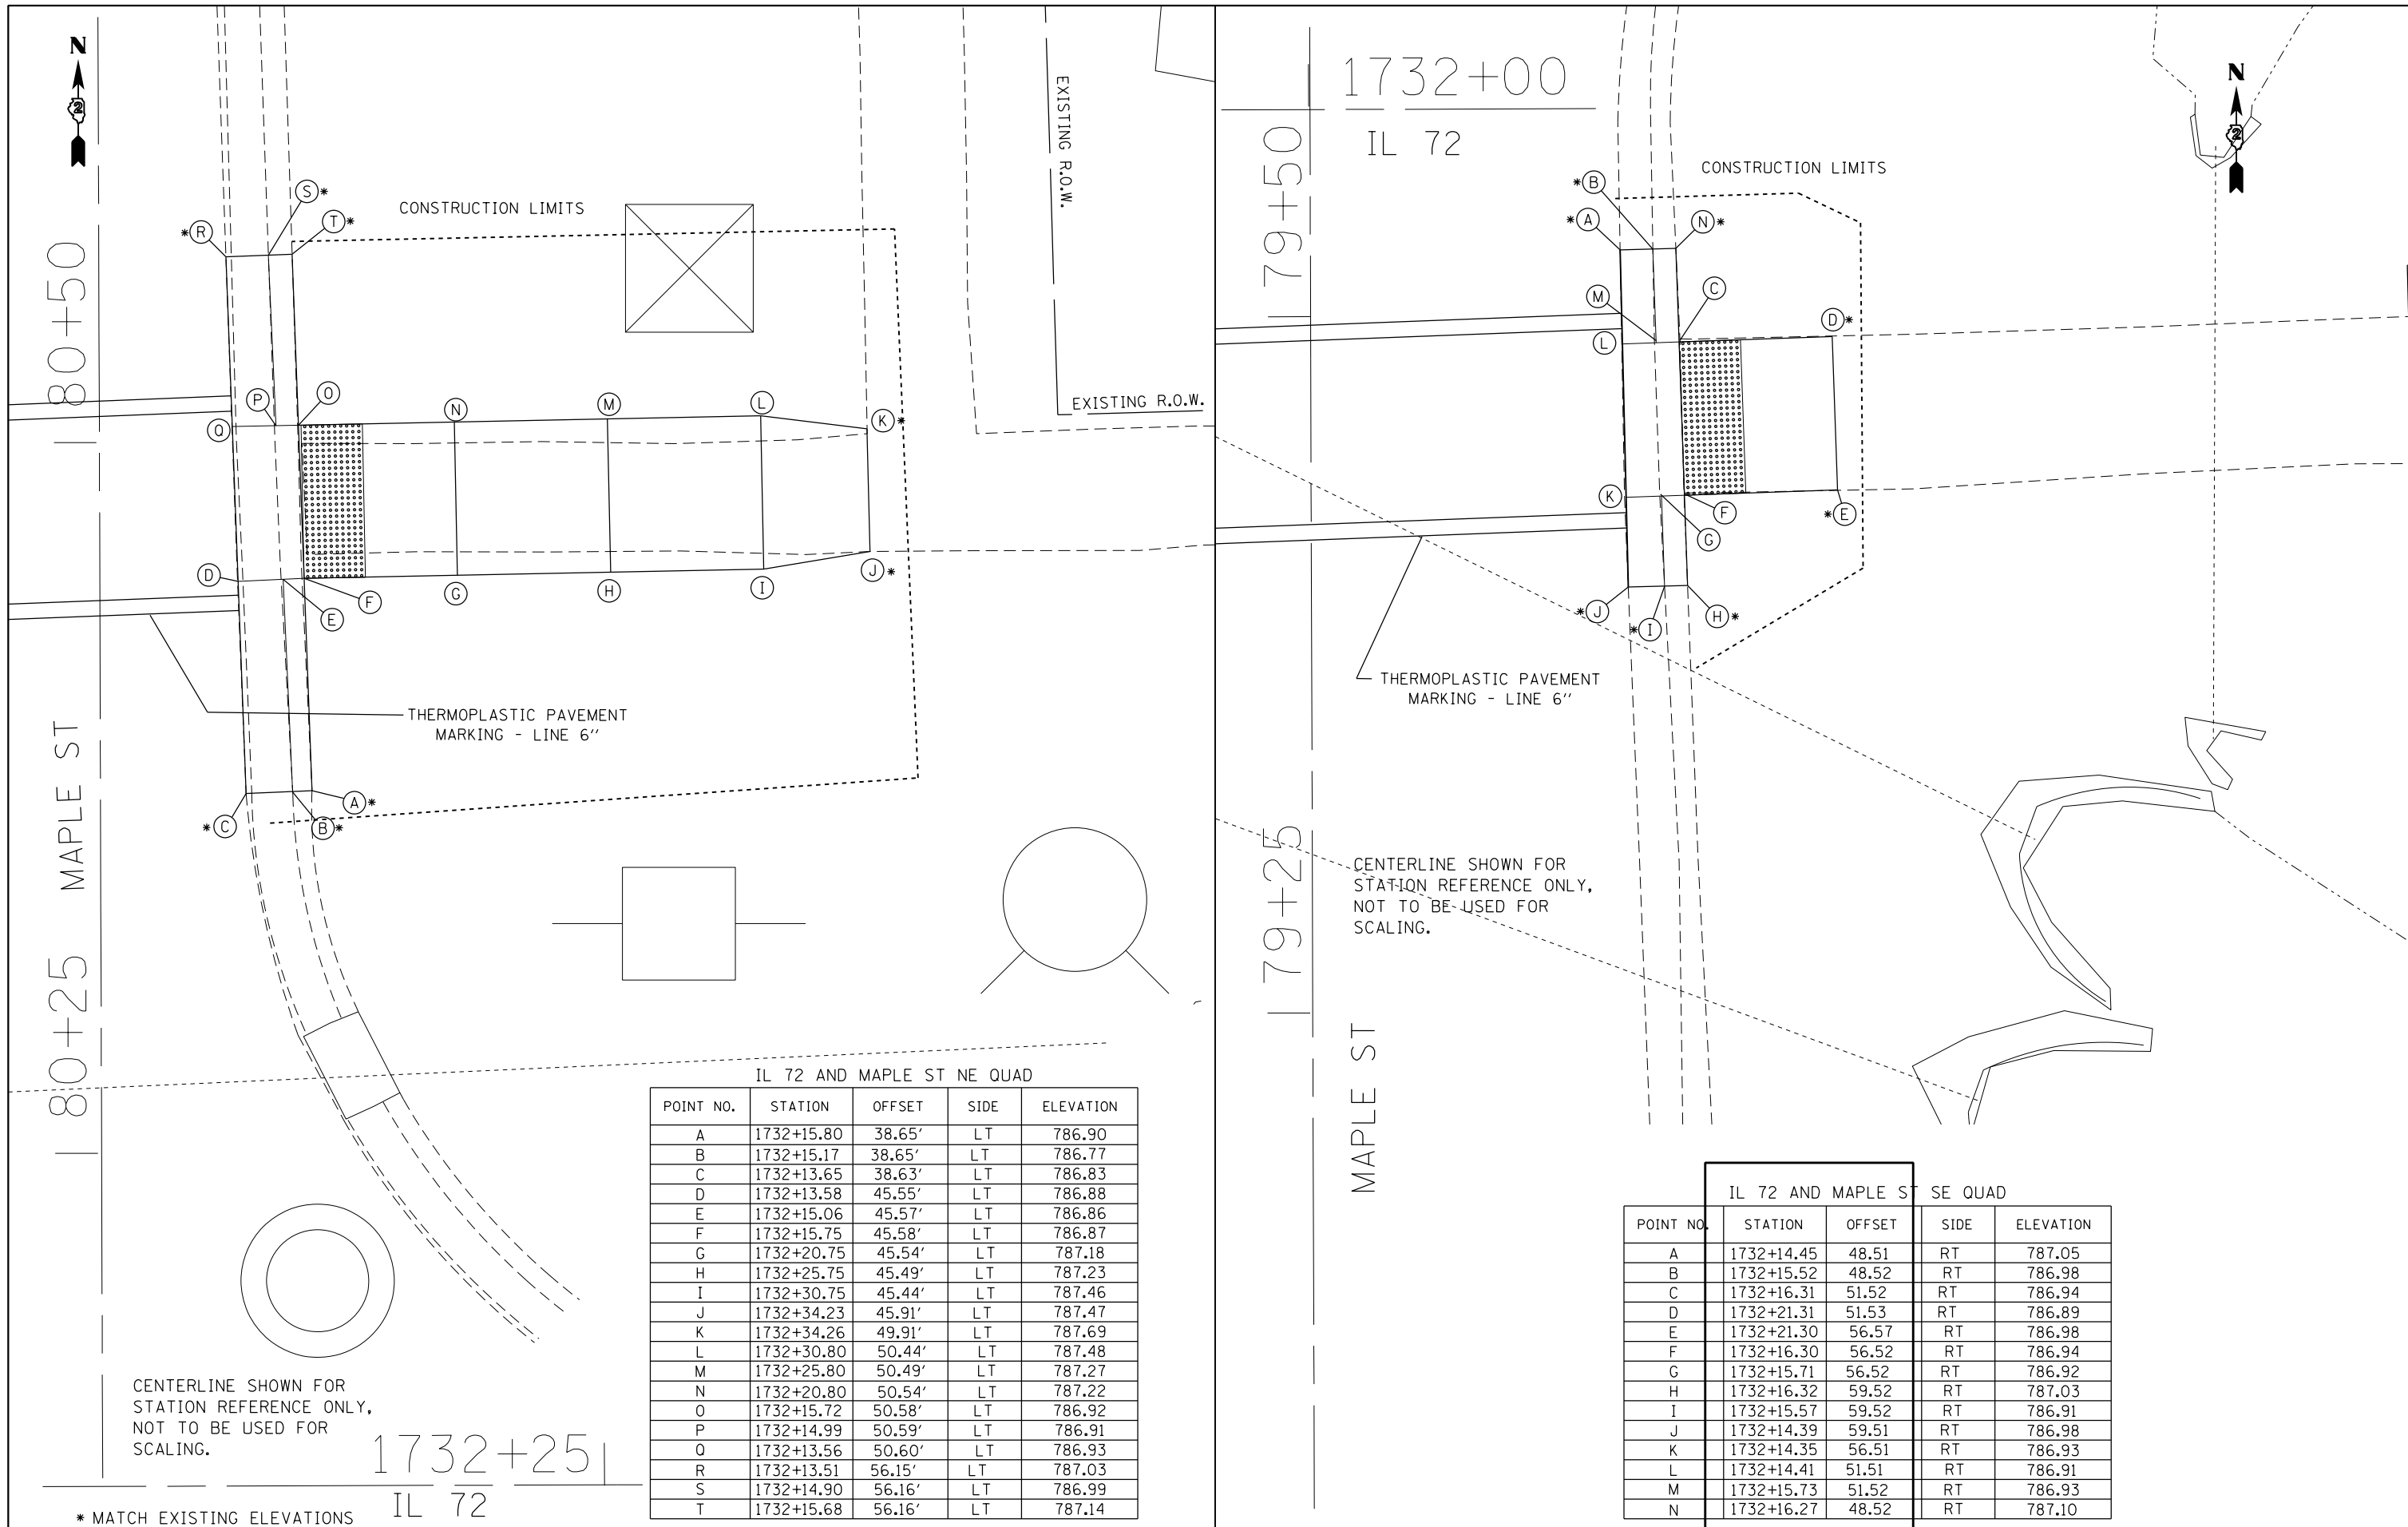 N
2
80+50
MAPLE ST
80+25
EXISTING R.O.W.
EXISTING R.O.W.
CONSTRUCTION LIMITS
S*
T*
*R
P
O
N
M
L
K*
Q
D
F
E
G
H
I
J*
THERMOPLASTIC PAVEMENT
MARKING - LINE 6"
A*
*C
B*
IL 72 AND MAPLE ST NE QUAD
POINT NO. STATION OFFSET SIDE ELEVATION
A 1732+15.80 38.65' LT 786.90
B 1732+15.17 38.65' LT 786.77
C 1732+13.65 38.63' LT 786.83
D 1732+13.58 45.55' LT 786.88
E 1732+15.06 45.57' LT 786.86
F 1732+15.75 45.58' LT 786.87
G 1732+20.75 45.54' LT 787.18
H 1732+25.75 45.49' LT 787.23
I 1732+30.75 45.44' LT 787.46
J 1732+34.23 45.91' LT 787.47
K 1732+34.26 49.91' LT 787.69
L 1732+30.80 50.44' LT 787.48
M 1732+25.80 50.49' LT 787.27
N 1732+20.80 50.54' LT 787.22
O 1732+15.72 50.58' LT 786.92
P 1732+14.99 50.59' LT 786.91
Q 1732+13.56 50.60' LT 786.93
R 1732+13.51 56.15' LT 787.03
S 1732+14.90 56.16' LT 786.99
T 1732+15.68 56.16' LT 787.14
CENTERLINE SHOWN FOR
STATION REFERENCE ONLY,
NOT TO BE USED FOR
SCALING.
1732+25
IL 72
* MATCH EXISTING ELEVATIONS
1732+00
IL 72
N
2
79+50
79+25
MAPLE ST
CONSTRUCTION LIMITS
*B
*A
N*
M
C
D*
L
K
F
*E
G
*J
*I
H*
THERMOPLASTIC PAVEMENT
MARKING - LINE 6"
CENTERLINE SHOWN FOR
STATION REFERENCE ONLY,
NOT TO BE USED FOR
SCALING.
IL 72 AND MAPLE ST SE QUAD
POINT NO. STATION OFFSET SIDE ELEVATION
A 1732+14.45 48.51 RT 787.05
B 1732+15.52 48.52 RT 786.98
C 1732+16.31 51.52 RT 786.94
D 1732+21.31 51.53 RT 786.89
E 1732+21.30 56.57 RT 786.98
F 1732+16.30 56.52 RT 786.94
G 1732+15.71 56.52 RT 786.92
H 1732+16.32 59.52 RT 787.03
I 1732+15.57 59.52 RT 786.91
J 1732+14.39 59.51 RT 786.98
K 1732+14.35 56.51 RT 786.93
L 1732+14.41 51.51 RT 786.91
M 1732+15.73 51.52 RT 786.93
N 1732+16.27 48.52 RT 787.10